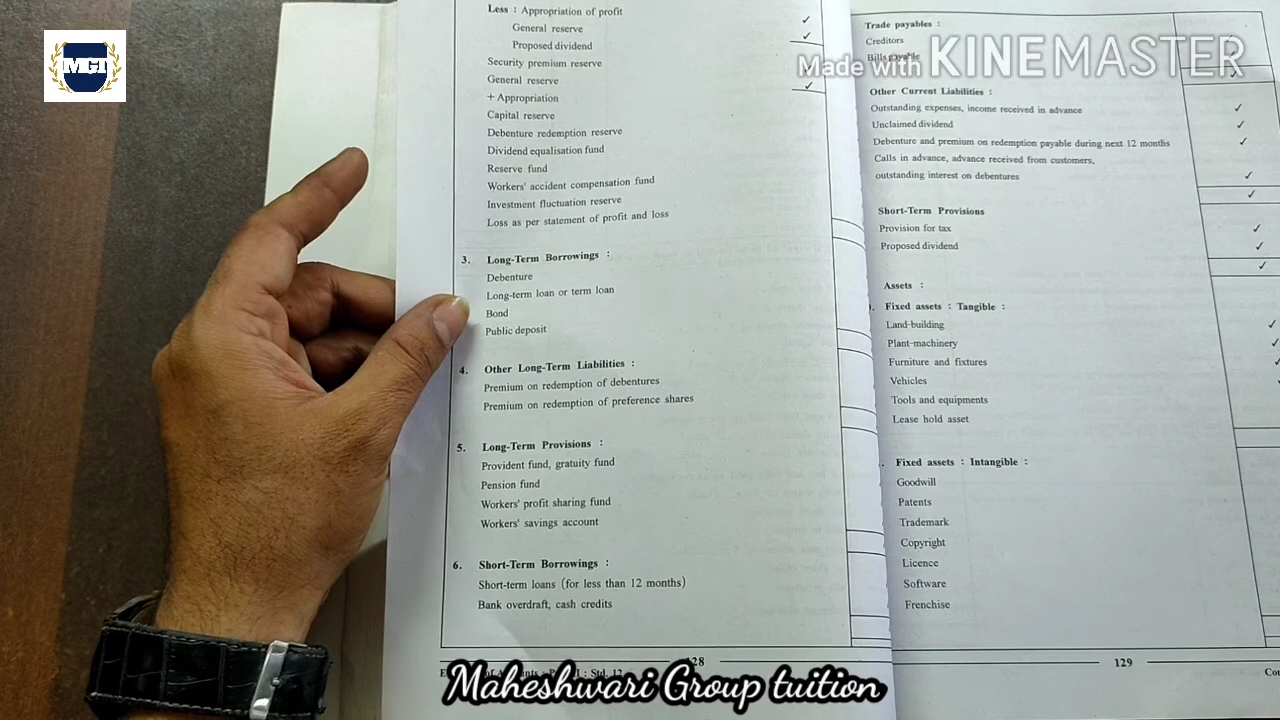 MGT
Less : Appropriation of profit
General reserve
Proposed dividend
Security premium reserve
General reserve
+ Appropriation
Capital reserve
Debenture redemption reserve
Dividend equalisation fund
Reserve fund
Workers' accident compensation fund
Investment fluctuation reserve
Loss as per statement of profit and loss
3. Long-Term Borrowings :
Debenture
Long-term loan or term loan
Bond
Public deposit
4. Other Long-Term Liabilities :
Premium on redemption of debentures
Premium on redemption of preference shares
5. Long-Term Provisions :
Provident fund, gratuity fund
Pension fund
Workers' profit sharing fund
Workers' savings account
6. Short-Term Borrowings :
Short-term loans (for less than 12 months)
Bank overdraft, cash credits
Std. 12
Trade payables :
Creditors
Bills payable
Made with KINEMASTER
Other Current Liabilities :
Outstanding expenses, income received in advance
Unclaimed dividend
Debenture and premium on redemption payable during next 12 months
Calls in advance, advance received from customers,
outstanding interest on debentures
Short-Term Provisions
Provision for tax
Proposed dividend
Assets :
Fixed assets : Tangible :
Land-building
Plant-machinery
Furniture and fixtures
Vehicles
Tools and equipments
Lease hold asset
Fixed assets : Intangible :
Goodwill
Patents
Trademark
Copyright
Licence
Software
Frenchise
129
Maheshwari Group tuition